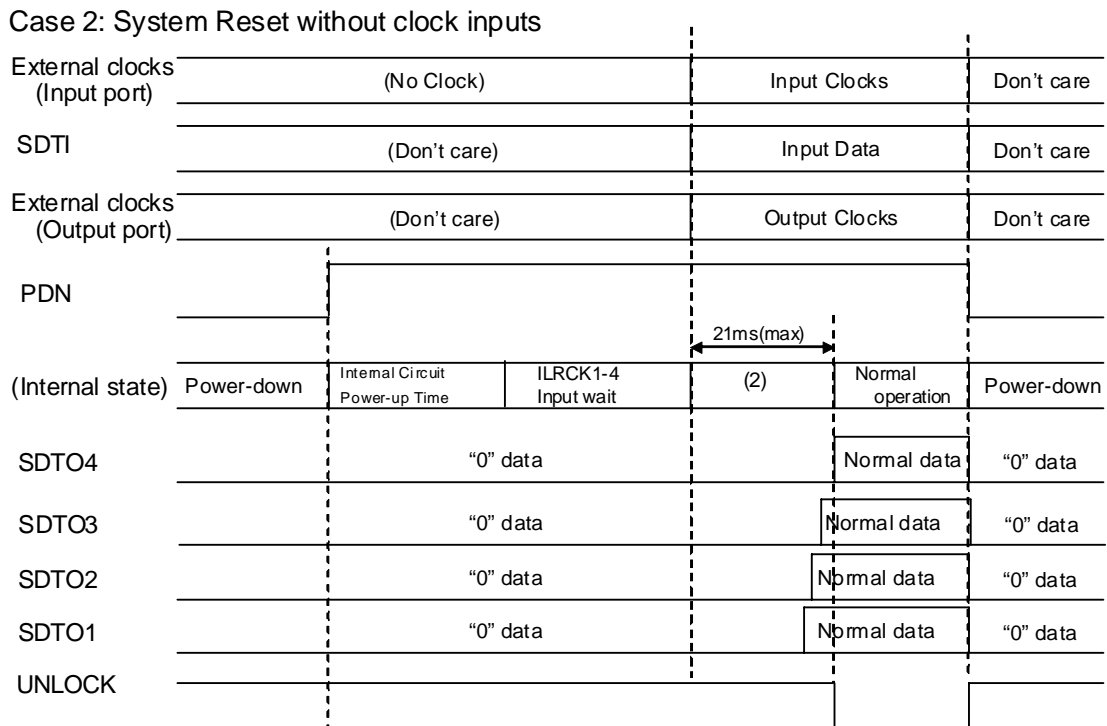 Case 2: System Reset without clock inputs
External clocks
(Input port)
(No Clock)
Input Clocks
Don't care
SDTI
(Don't care)
Input Data
Don't care
External clocks
(Output port)
(Don't care)
Output Clocks
Don't care
PDN
21ms(max)
(Internal state)
Power-down
Internal Circuit
Power-up Time
ILRCK1-4
Input wait
(2)
Normal
operation
Power-down
SDTO4
“0” data
Normal data
“0” data
SDTO3
“0” data
Normal data
“0” data
SDTO2
“0” data
Normal data
“0” data
SDTO1
“0” data
Normal data
“0” data
UNLOCK